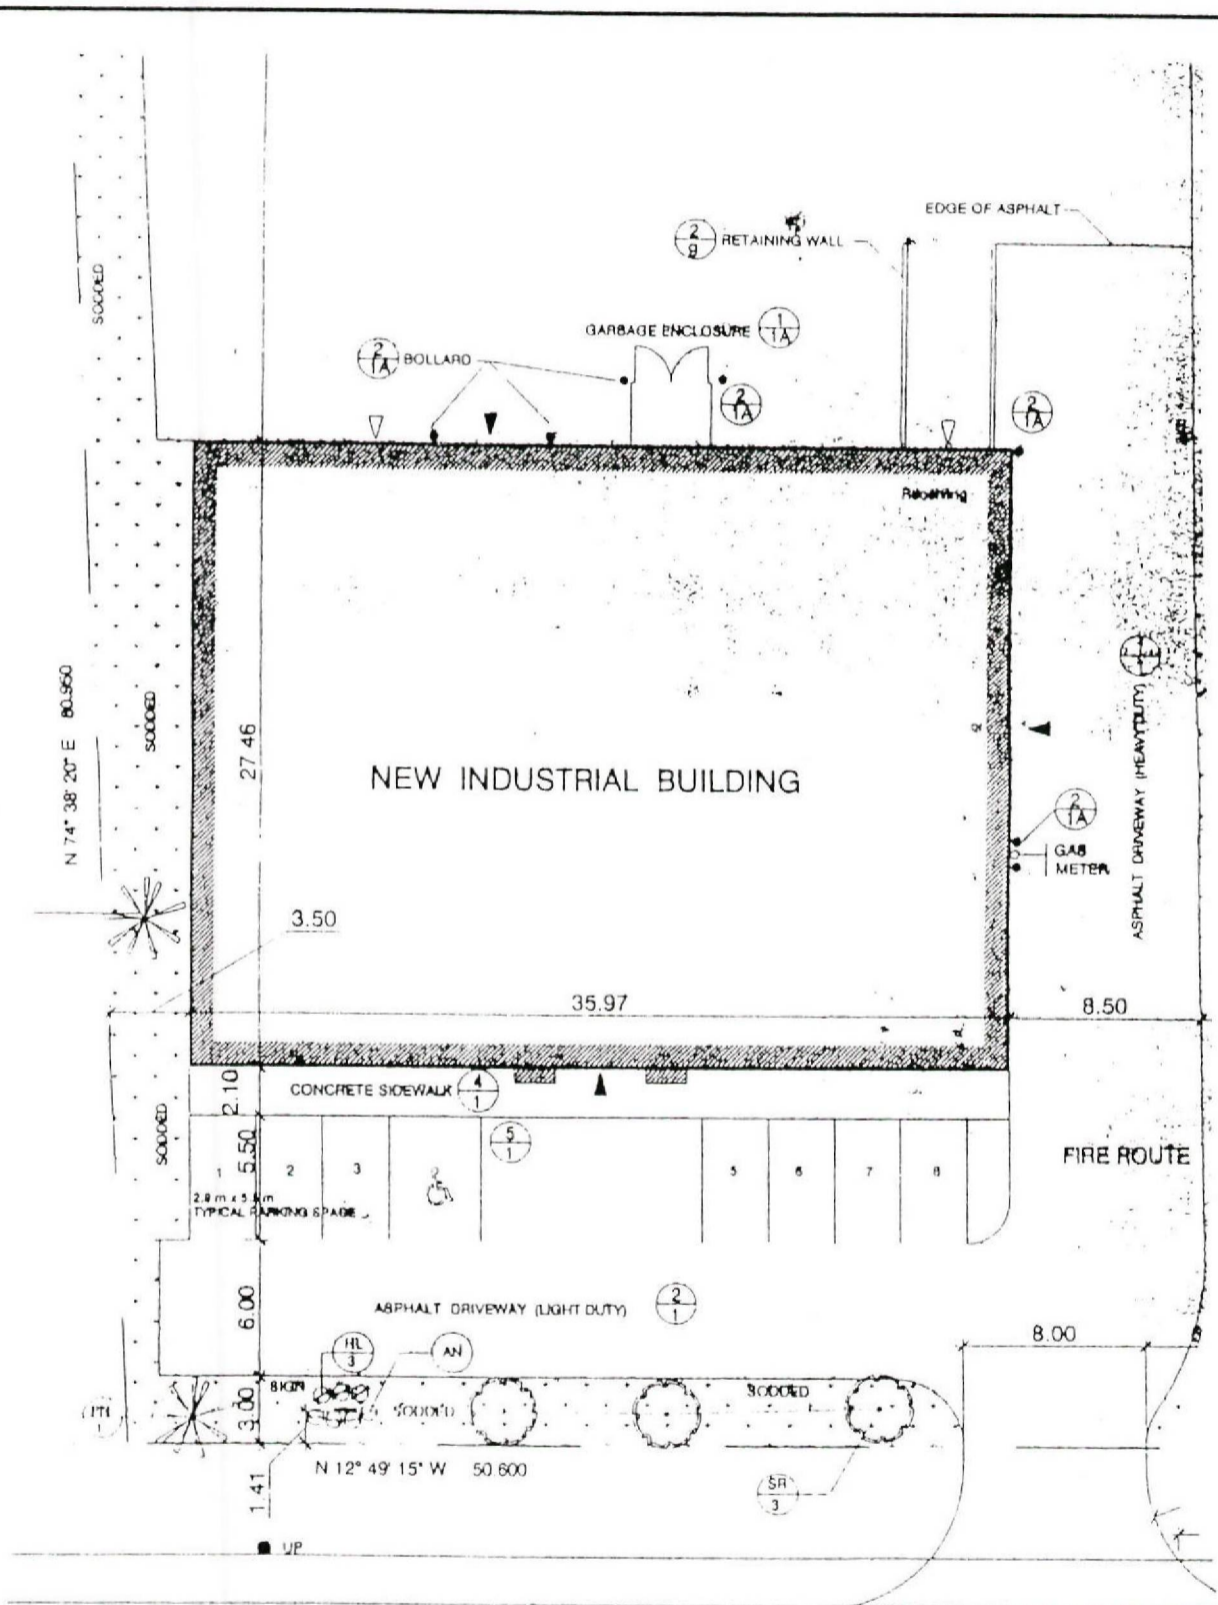 EDGE OF ASPHALT
2
9
RETAINING WALL
SODDED
GARBAGE ENCLOSURE
1
1A
2
1A
BOLLARD
2
1A
2
1A
NEW INDUSTRIAL BUILDING
27.46
N 74° 38' 20" E 80.950
SODDED
ASPHALT DRIVEWAY (HEAVY DUTY)
2
1A
GAS
METER
3.50
35.97
8.50
2.10
CONCRETE SIDEWALK
4
1
SODDED
5.50
5
1
FIRE ROUTE
1
2
3
5
6
7
8
TYPICAL PARKING SPACE
6.00
ASPHALT DRIVEWAY (LIGHT DUTY)
2
1
8.00
HL
3
AN
SIGN
3.00
SODDED
SODDED
N 12° 49' 15" W 50.600
SR
3
1.41
UP